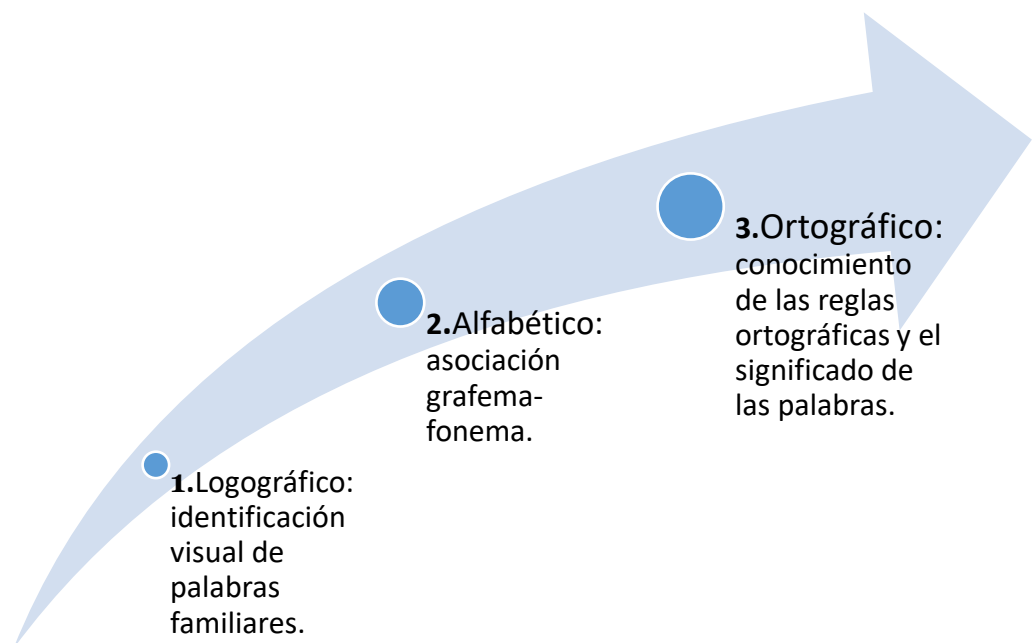 1.Logográfico:
identificación
visual de
palabras
familiares.
2.Alfabético:
asociación
grafema-
fonema.
3.Ortográfico:
conocimiento
de las reglas
ortográficas y el
significado de
las palabras.